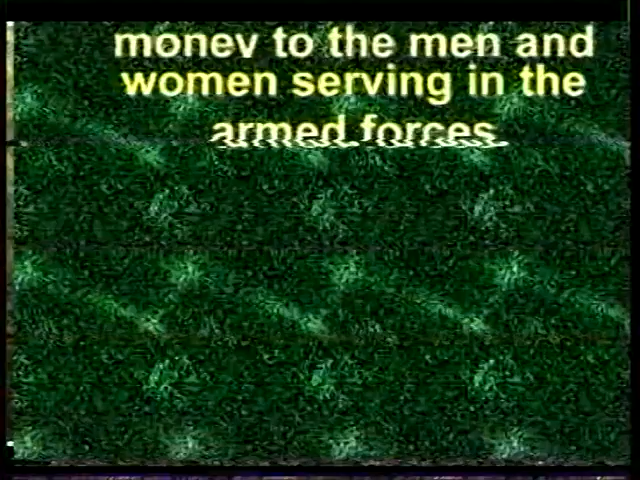 money to the men and
women serving in the
armed forces